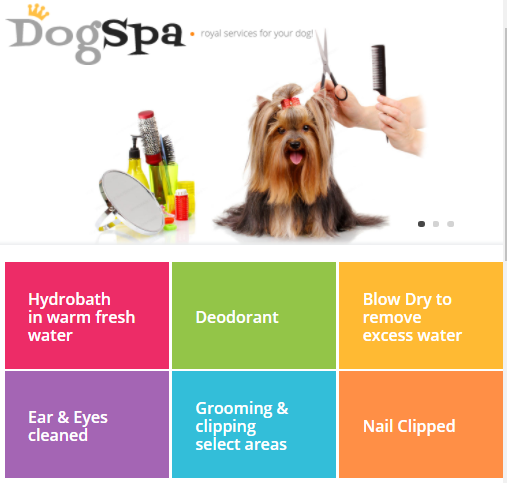 DogSpa • royal services for your dog!
Hydrobath
in warm fresh
water
Deodorant
Blow Dry to
remove
excess water
Ear & Eyes
cleaned
Grooming &
clipping
select areas
Nail Clipped